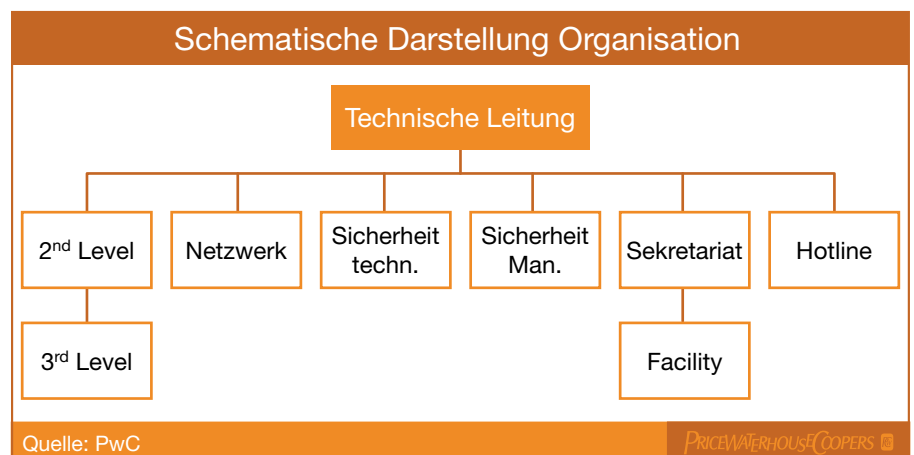 Schematische Darstellung Organisation
Technische Leitung
2nd Level
Netzwerk
Sicherheit
techn.
Sicherheit
Man.
Sekretariat
Hotline
3rd Level
Facility
Quelle: PwC
PRICEWATERHOUSECOOPERS